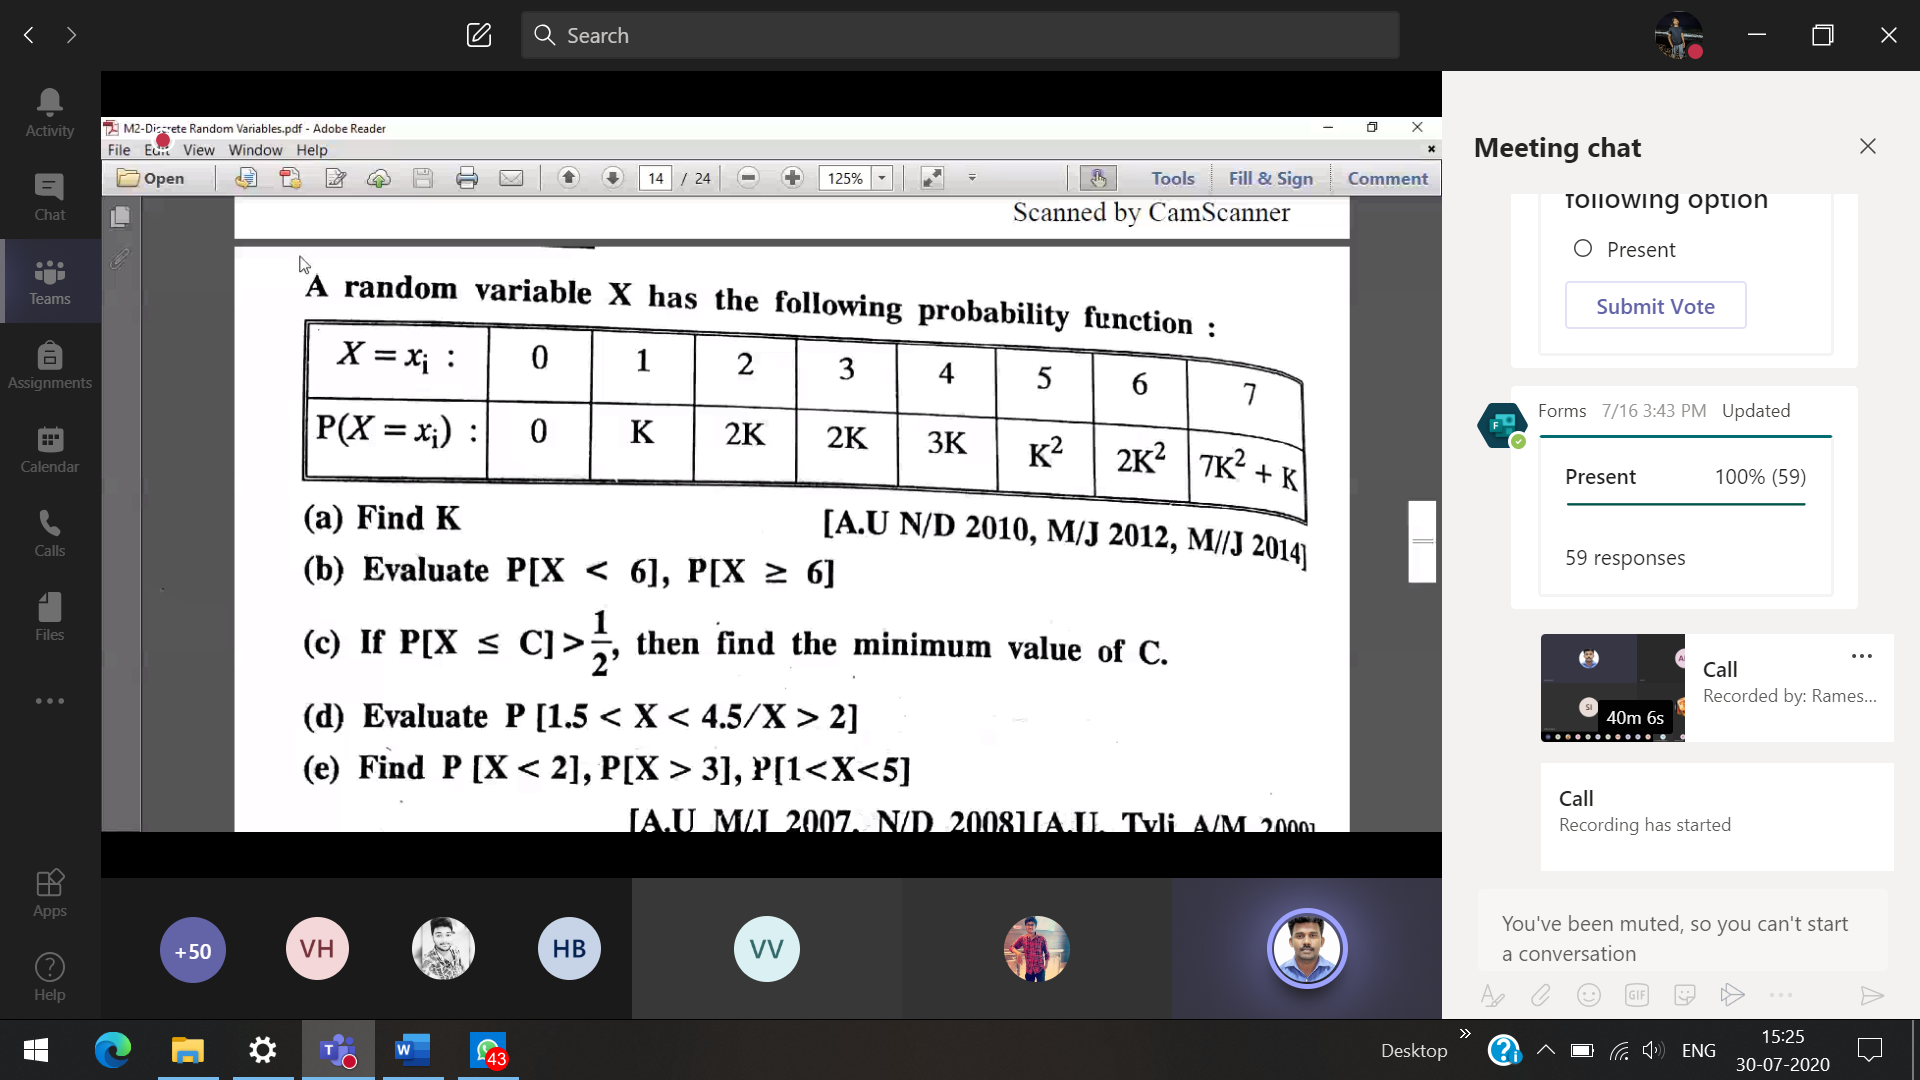 Search
Activity
Chat
Teams
Assignments
Calendar
Calls
Files
Apps
Help
M2-Discrete Random Variables.pdf - Adobe Reader
File Edit View Window Help
Open
14 / 24
125%
Tools Fill & Sign Comment
Scanned by CamScanner
A random variable X has the following probability function :
X = xi : 0 1 2 3 4 5 6 7
P(X = xi) : 0 K 2K 2K 3K K² 2K² 7K² + K
(a) Find K
[A.U N/D 2010, M/J 2012, M//J 2014]
(b) Evaluate P[X < 6], P[X ≥ 6]
(c) If P[X ≤ C] > 1/2, then find the minimum value of C.
(d) Evaluate P [1.5 < X < 4.5/X > 2]
(e) Find P [X < 2], P[X > 3], P[1<X<5]
[A.U M/J 2007, N/D 2008] [A.U. Tvli A/M 2009]
+50
VH
HB
VV
Meeting chat
following option
Present
Submit Vote
Forms 7/16 3:43 PM Updated
Present 100% (59)
59 responses
40m 6s
SI
Call
Recorded by: Rames...
Call
Recording has started
You've been muted, so you can't start
a conversation
GIF
43
Desktop
ENG
15:25
30-07-2020